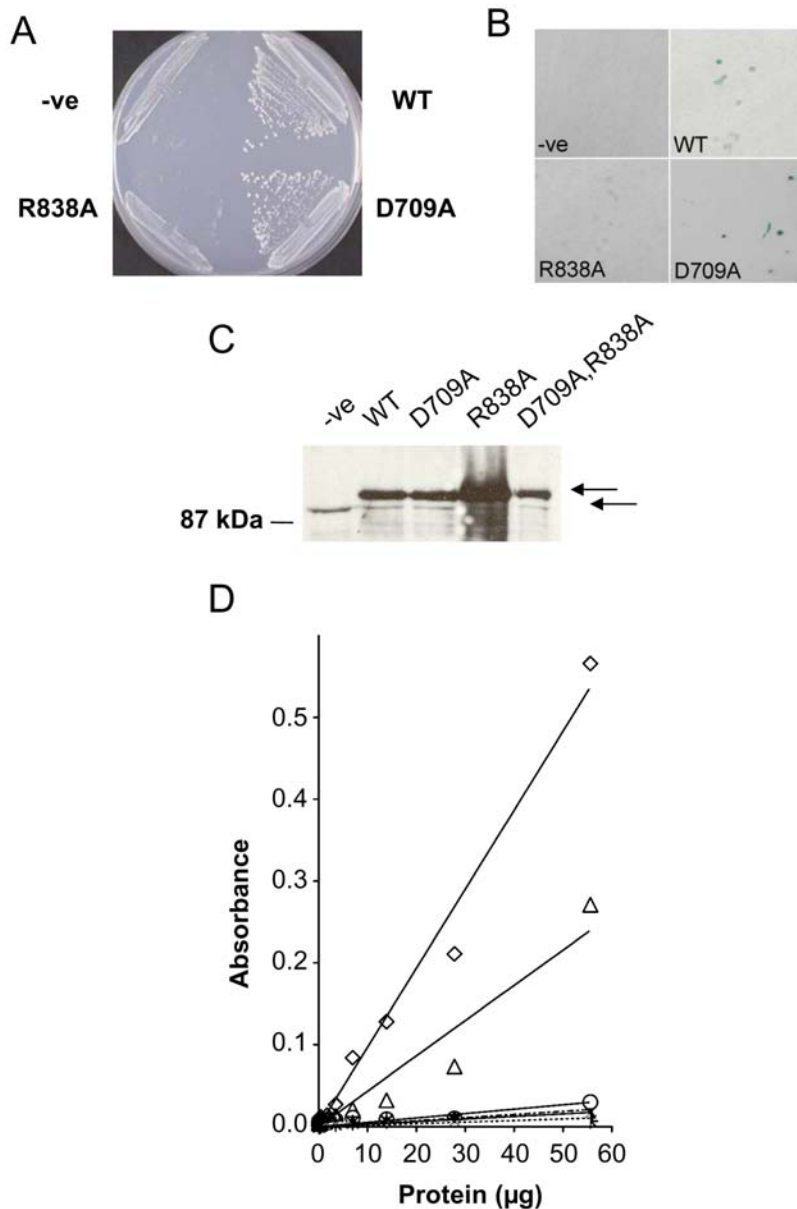 A
-ve
WT
R838A
D709A
B
-ve
WT
R838A
D709A
C
-ve
WT
D709A
R838A
D709A,R838A
87 kDa
D
Absorbance
0.5
0.4
0.3
0.2
0.1
0.0
0 10 20 30 40 50 60
Protein (µg)